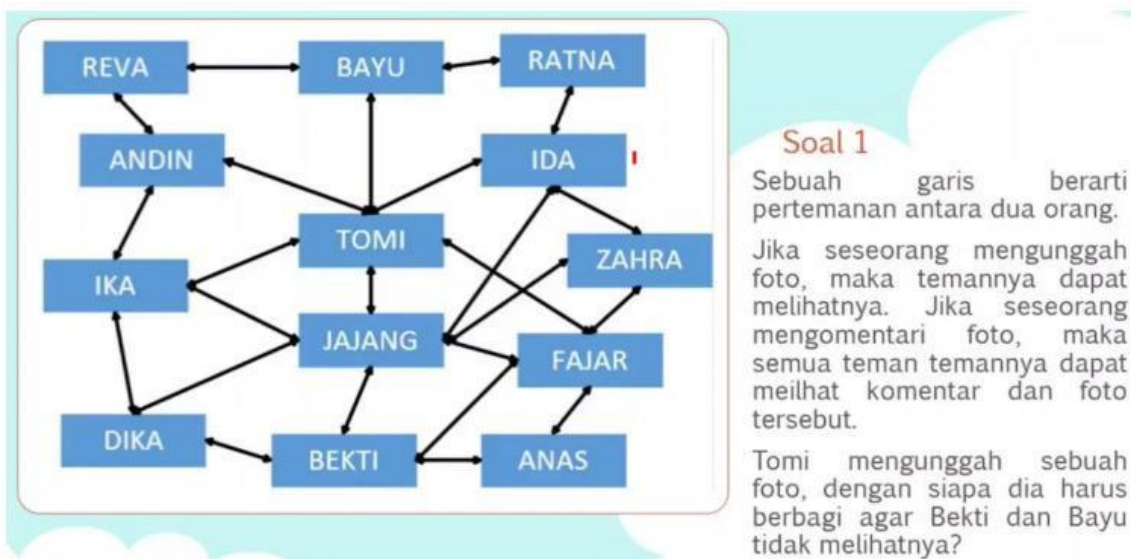 REVA
BAYU
RATNA
ANDIN
IDA
TOMI
ZAHRA
IKA
JAJANG
FAJAR
DIKA
BEKTI
ANAS
Soal 1
Sebuah garis berarti
pertemanan antara dua orang.
Jika seseorang mengunggah
foto, maka temannya dapat
melihatnya. Jika seseorang
mengomentari foto, maka
semua teman temannya dapat
meilhat komentar dan foto
tersebut.
Tomi mengunggah sebuah
foto, dengan siapa dia harus
berbagi agar Bekti dan Bayu
tidak melihatnya?